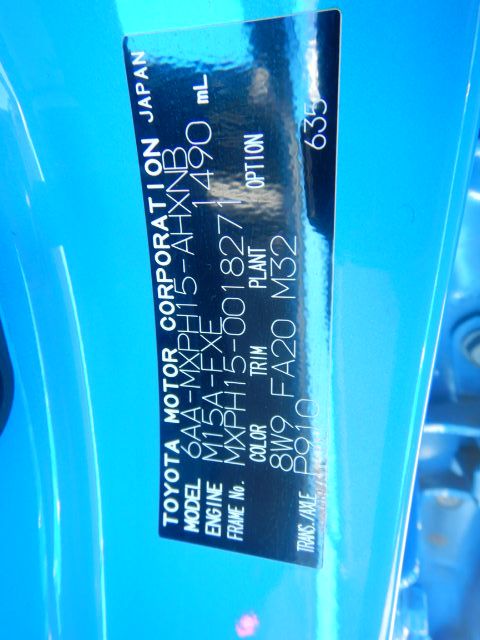 TOYOTA MOTOR CORPORATION JAPAN
MODEL 6AA-MXPH15-AHXNB
ENGINE M15A-FXE 1490 mL
FRAME No. MXPH15-0018271
COLOR TRIM PLANT OPTION
8W9 FA20 M32
TRANS./AXLE P910 635